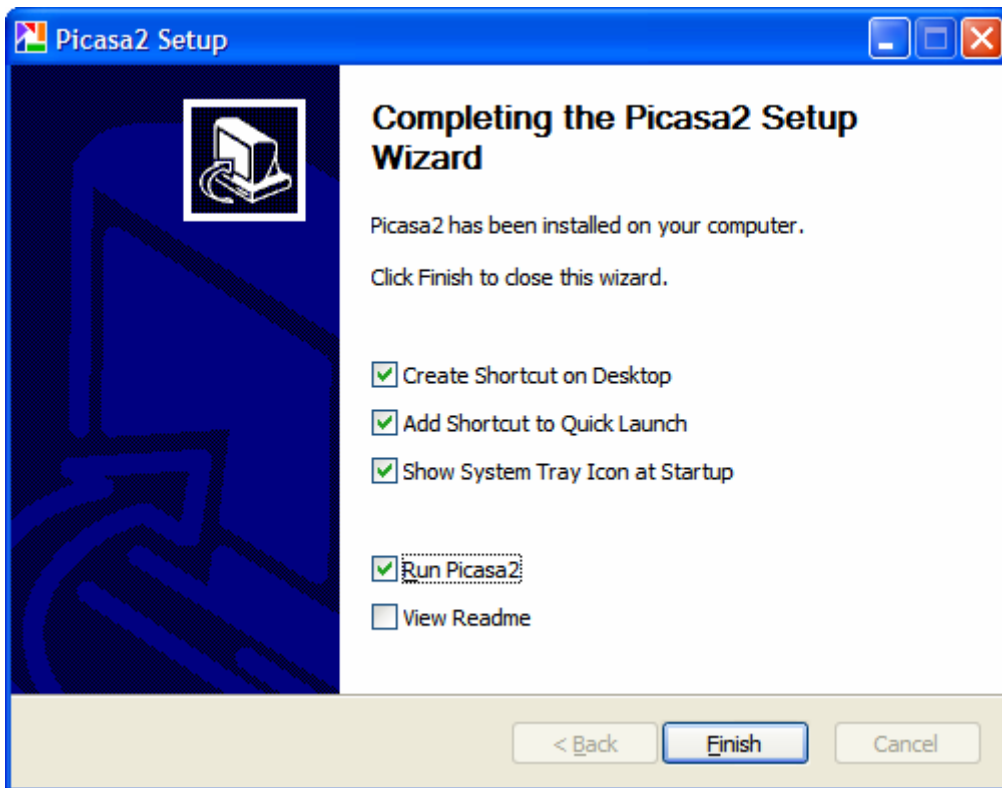 Picasa2 Setup
Completing the Picasa2 Setup
Wizard
Picasa2 has been installed on your computer.
Click Finish to close this wizard.
Create Shortcut on Desktop
Add Shortcut to Quick Launch
Show System Tray Icon at Startup
Run Picasa2
View Readme
< Back Finish Cancel